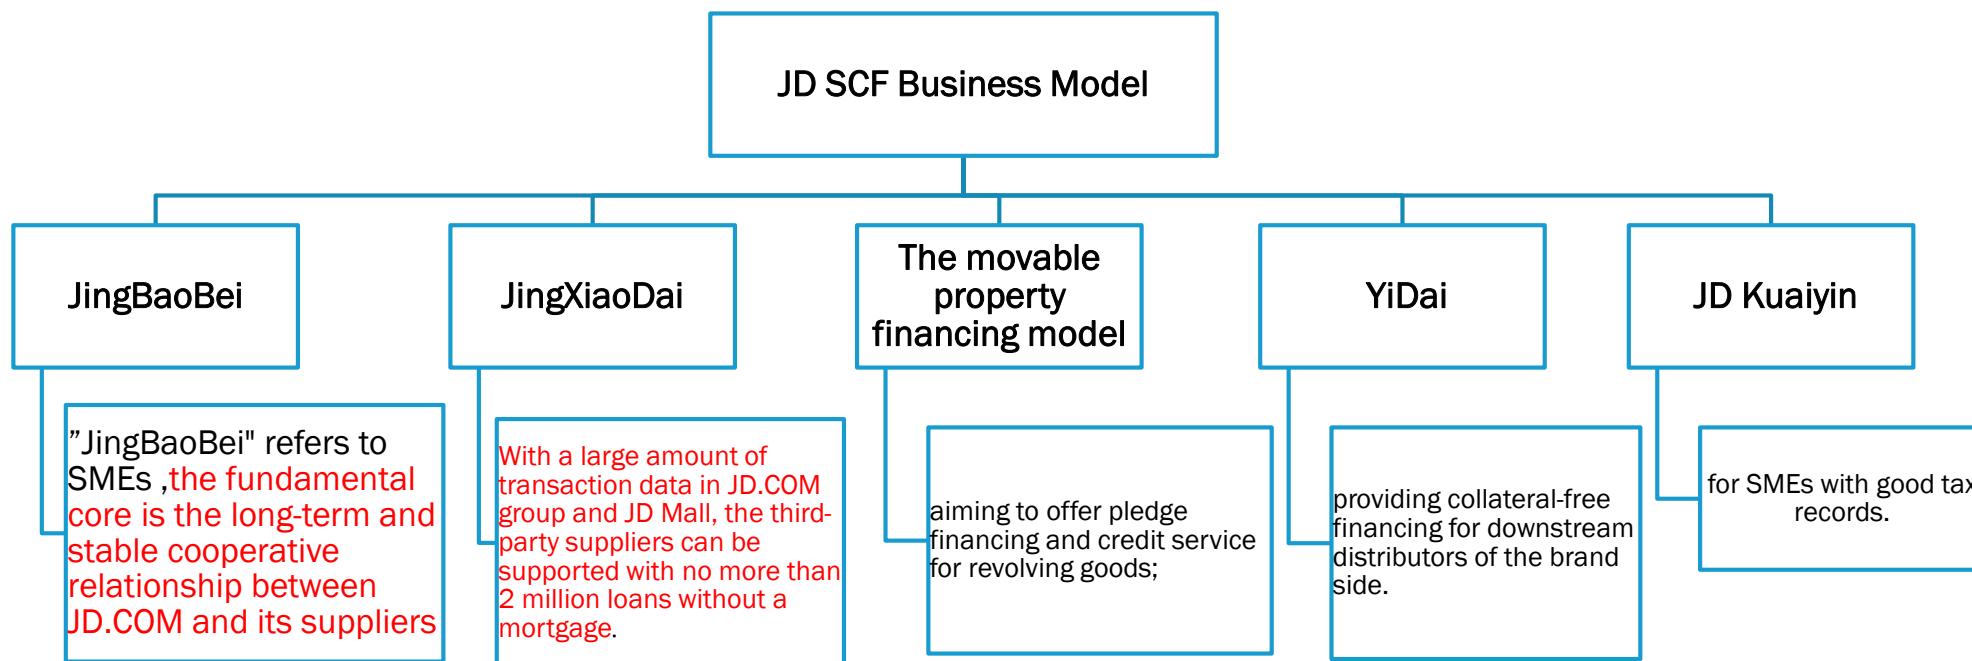 JD SCF Business Model
JingBaoBei
JingXiaoDai
The movable
property
financing model
YiDai
JD Kuaiyin
”JingBaoBei" refers to
SMEs ,the fundamental
core is the long-term and
stable cooperative
relationship between
JD.COM and its suppliers
With a large amount of
transaction data in JD.COM
group and JD Mall, the third-
party suppliers can be
supported with no more than
2 million loans without a
mortgage.
aiming to offer pledge
financing and credit service
for revolving goods;
providing collateral-free
financing for downstream
distributors of the brand
side.
for SMEs with good tax
records.